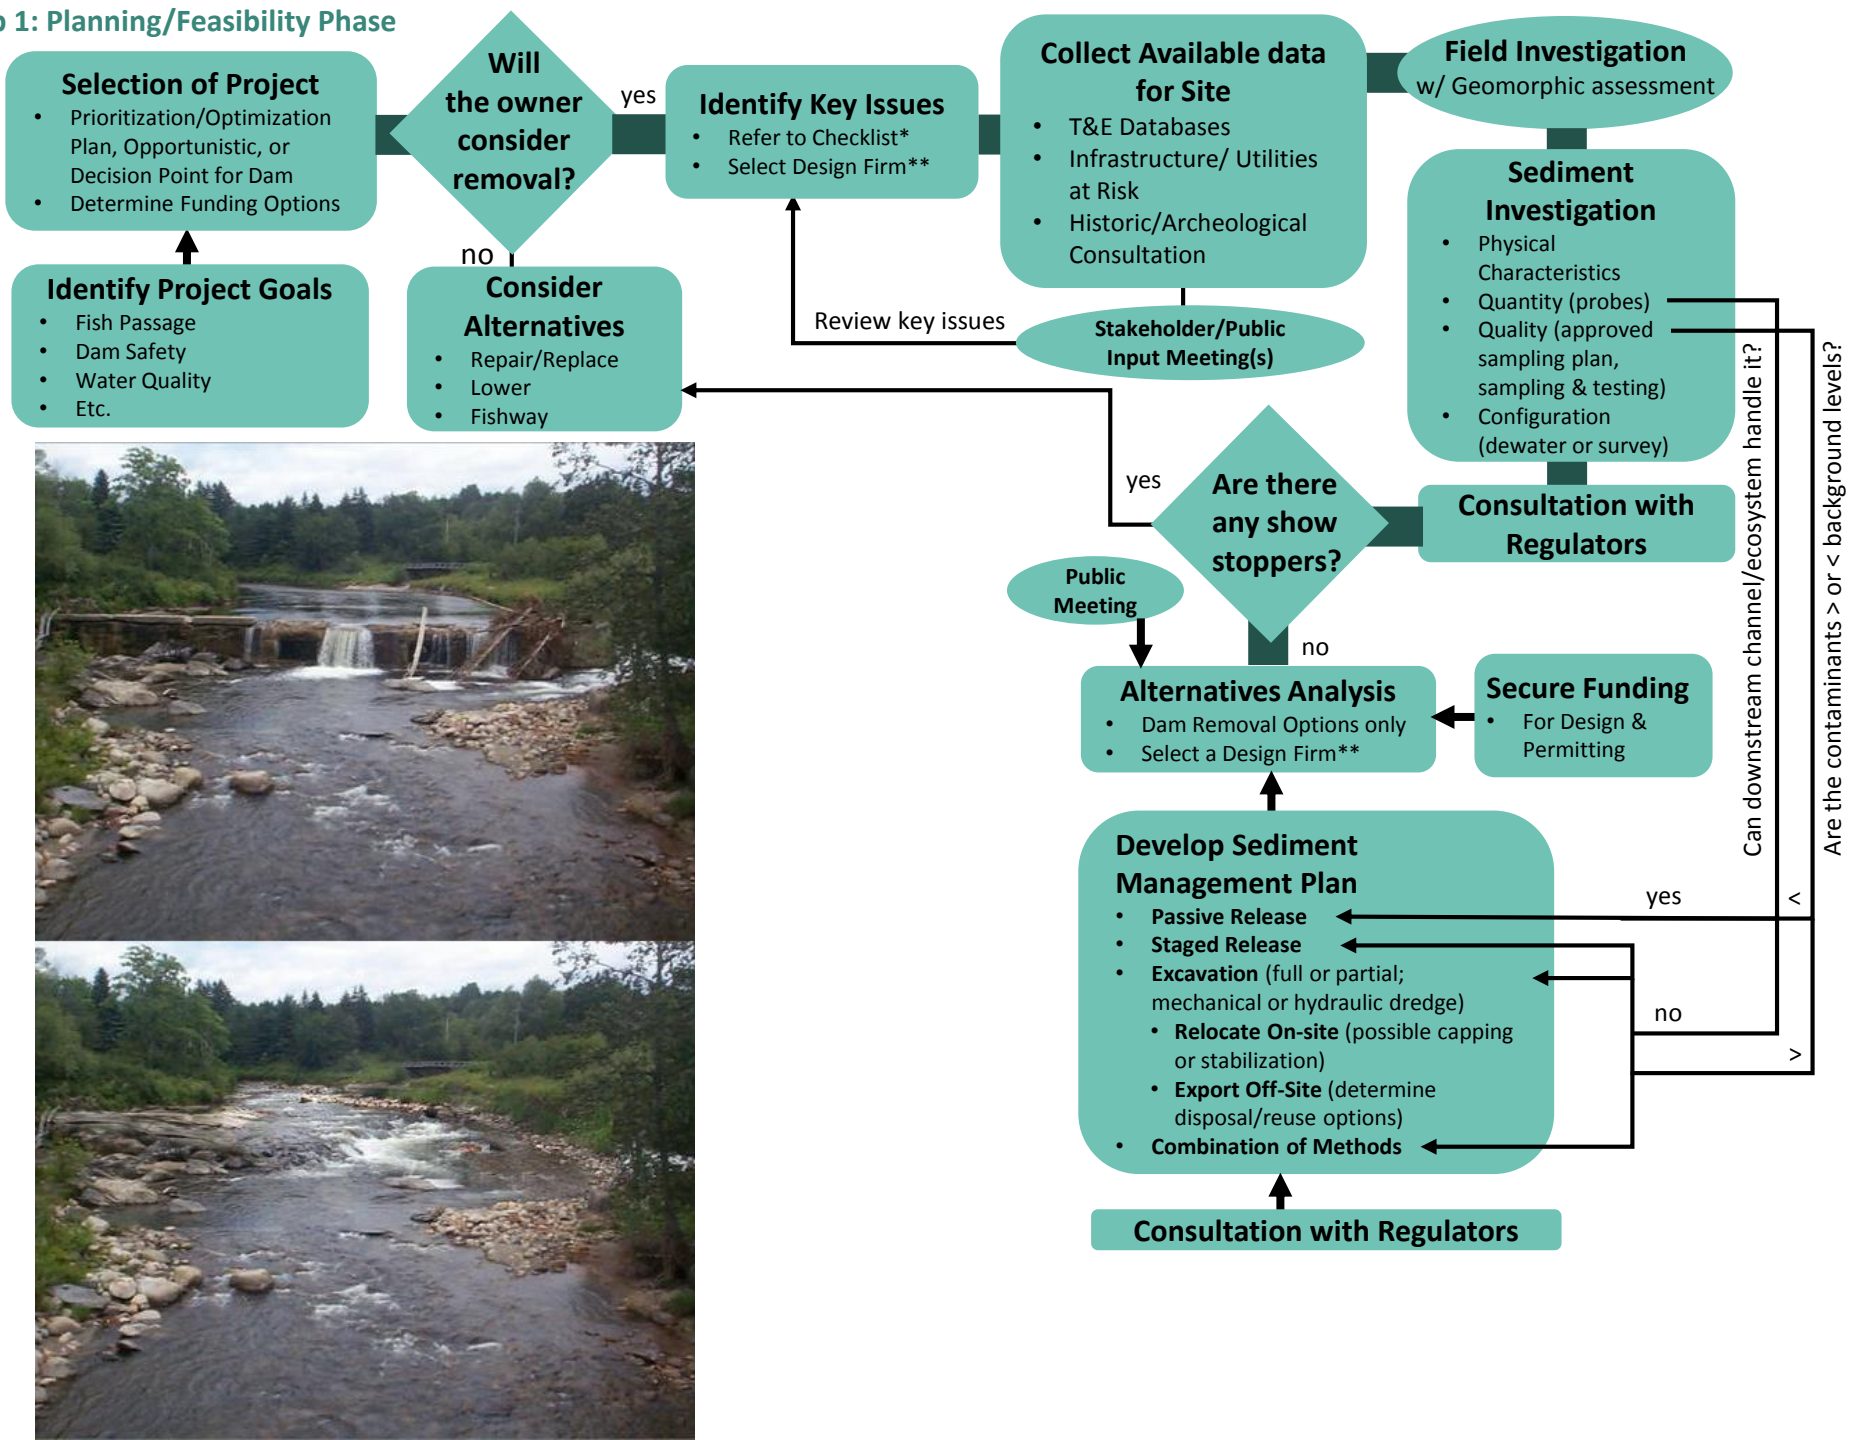 1: Planning/Feasibility Phase
Selection of Project
• Prioritization/Optimization
Plan, Opportunistic, or
Decision Point for Dam
• Determine Funding Options
Identify Project Goals
• Fish Passage
• Dam Safety
• Water Quality
• Etc.
Will
the owner
consider
removal?
yes
no
Consider
Alternatives
• Repair/Replace
• Lower
• Fishway
Identify Key Issues
• Refer to Checklist*
• Select Design Firm**
Review key issues
Collect Available data
for Site
• T&E Databases
• Infrastructure/ Utilities
at Risk
• Historic/Archeological
Consultation
Stakeholder/Public
Input Meeting(s)
Field Investigation
w/ Geomorphic assessment
Sediment
Investigation
• Physical
Characteristics
• Quantity (probes)
• Quality (approved
sampling plan,
sampling & testing)
• Configuration
(dewater or survey)
Consultation with
Regulators
Are there
any show
stoppers?
yes
no
Public
Meeting
Alternatives Analysis
• Dam Removal Options only
• Select a Design Firm**
Secure Funding
• For Design &
Permitting
Can downstream channel/ecosystem handle it?
Are the contaminants > or < background levels?
Develop Sediment
Management Plan
• Passive Release
• Staged Release
• Excavation (full or partial;
mechanical or hydraulic dredge)
• Relocate On-site (possible capping
or stabilization)
• Export Off-Site (determine
disposal/reuse options)
• Combination of Methods
yes
<
no
>
Consultation with Regulators